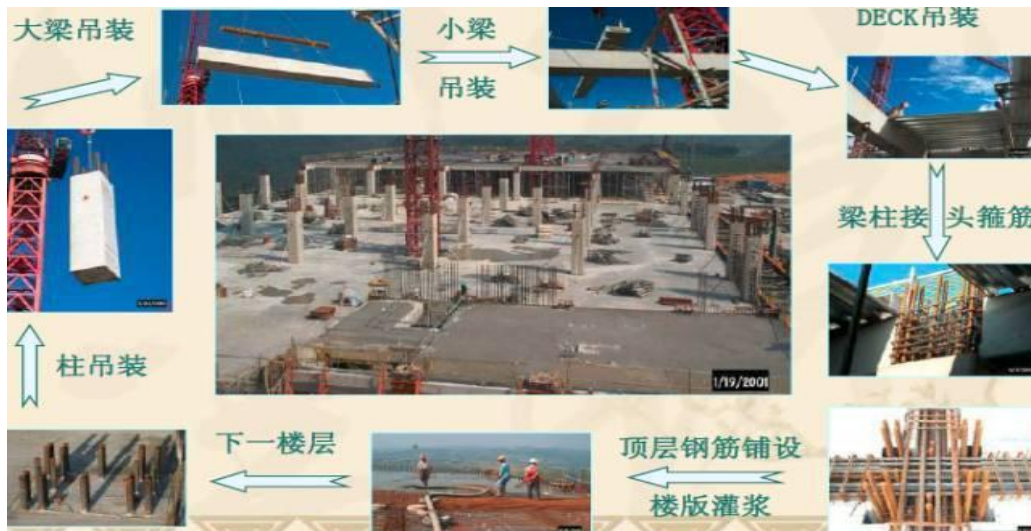 大梁吊装
小梁
吊装
DECK吊装
梁柱接头箍筋
柱吊装
下一楼层
顶层钢筋铺设
楼版灌浆
1/19/2001